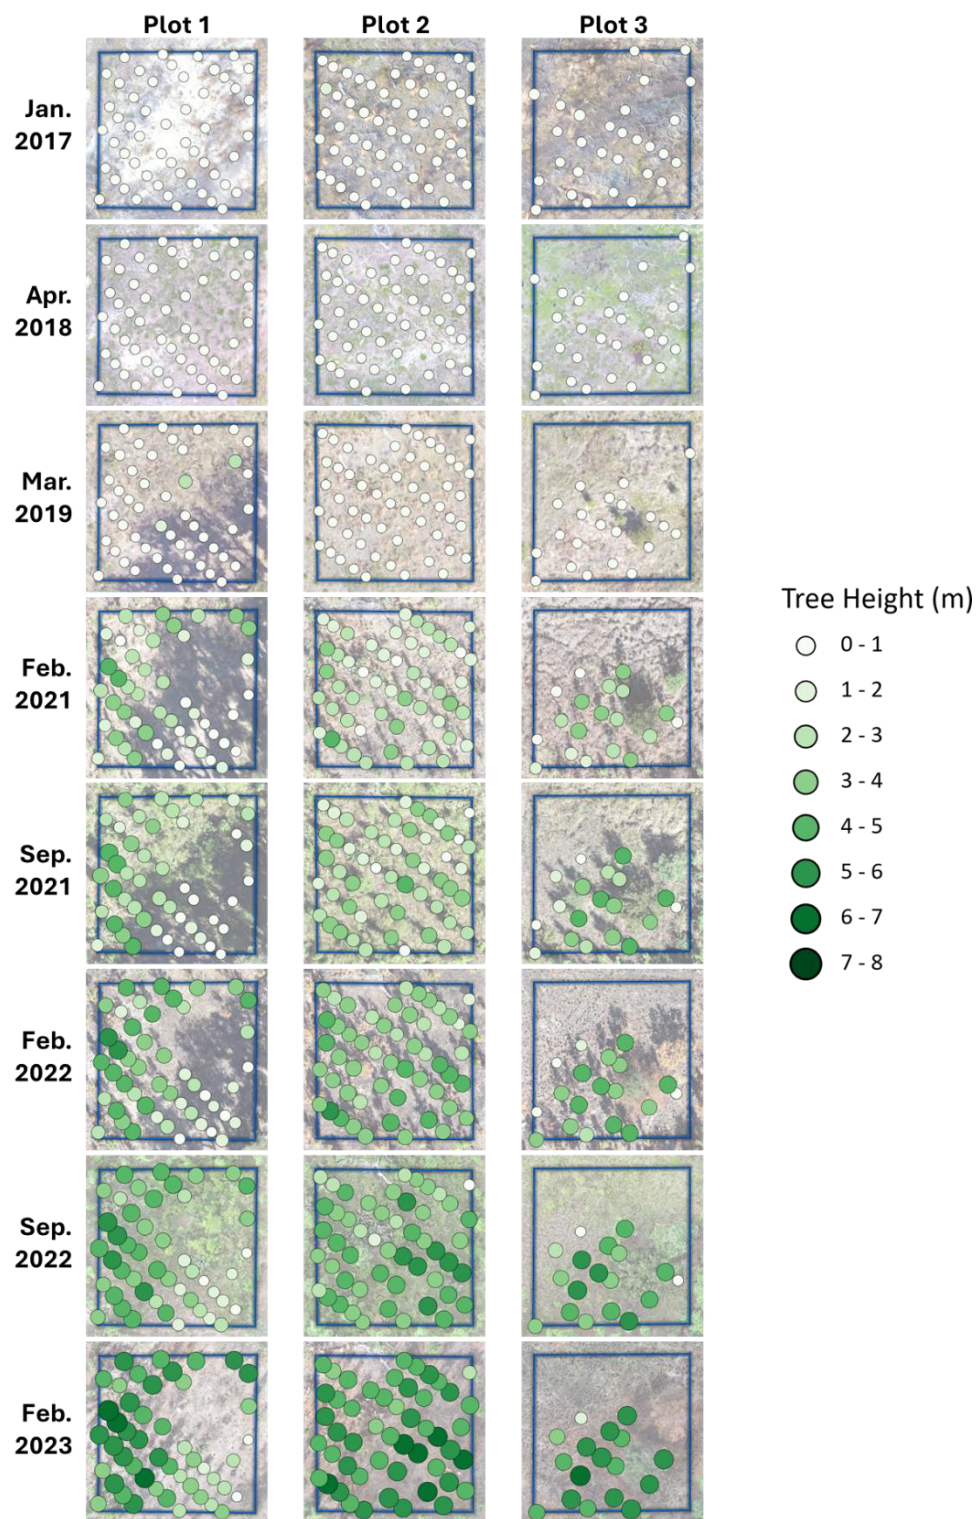 Plot 1 Plot 2 Plot 3
Jan.
2017
Apr.
2018
Mar.
2019
Feb.
2021
Sep.
2021
Feb.
2022
Sep.
2022
Feb.
2023
Tree Height (m)
0 - 1
1 - 2
2 - 3
3 - 4
4 - 5
5 - 6
6 - 7
7 - 8